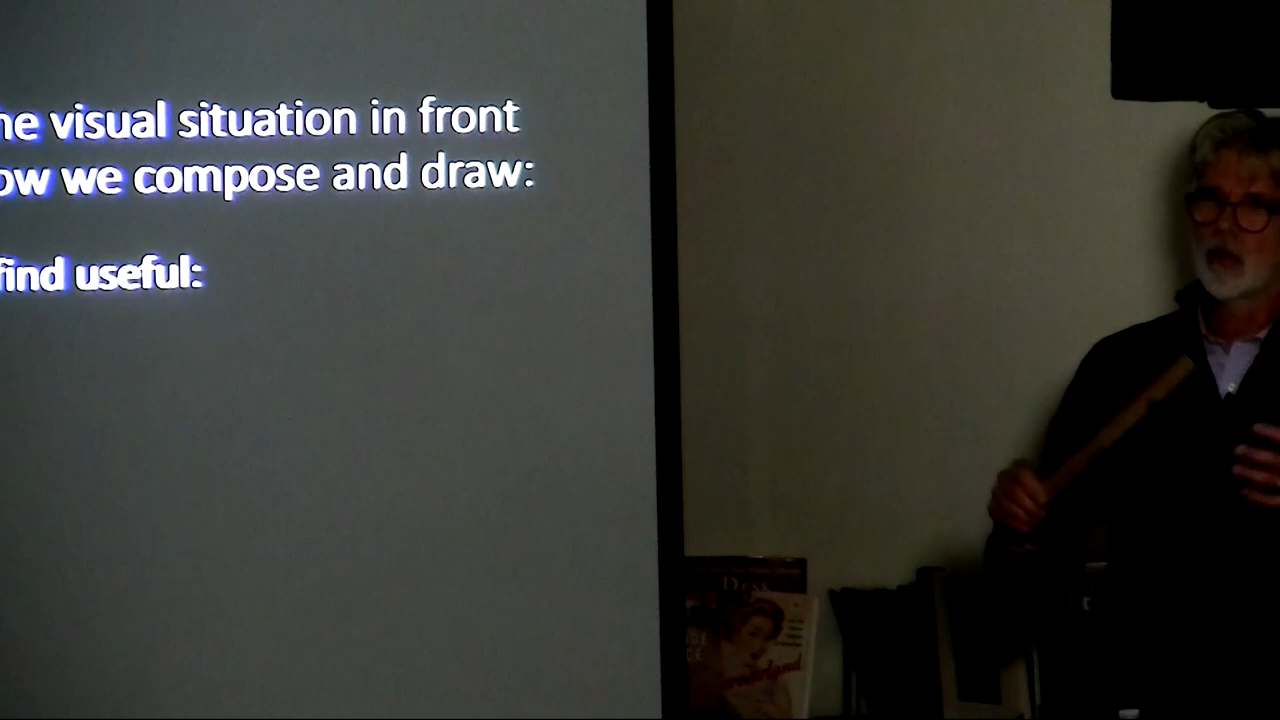 he visual situation in front
ow we compose and draw:
find useful: